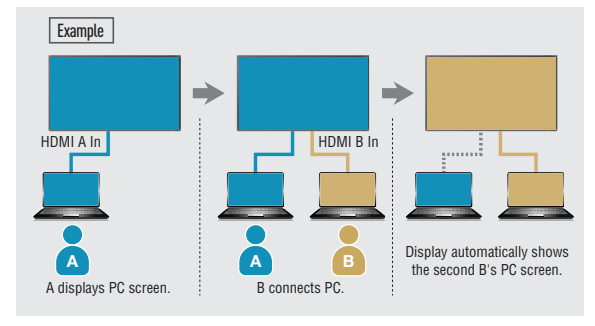 Example
HDMI A In
A
A displays PC screen.
HDMI B In
A
B
B connects PC.
Display automatically shows
the second B's PC screen.